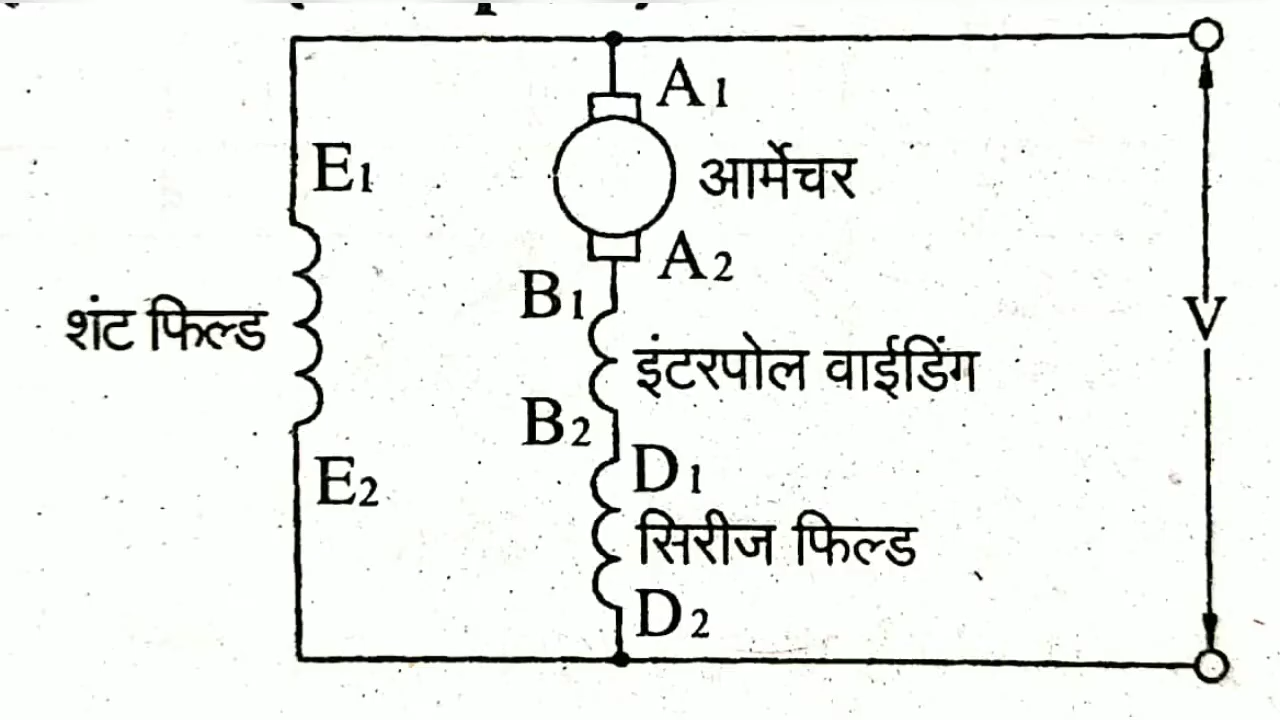 A1
E1
आर्मेचर
A2
B1
शंट फिल्ड
V
इंटरपोल वाईडिंग
B2
D1
E2
सिरीज फिल्ड
D2